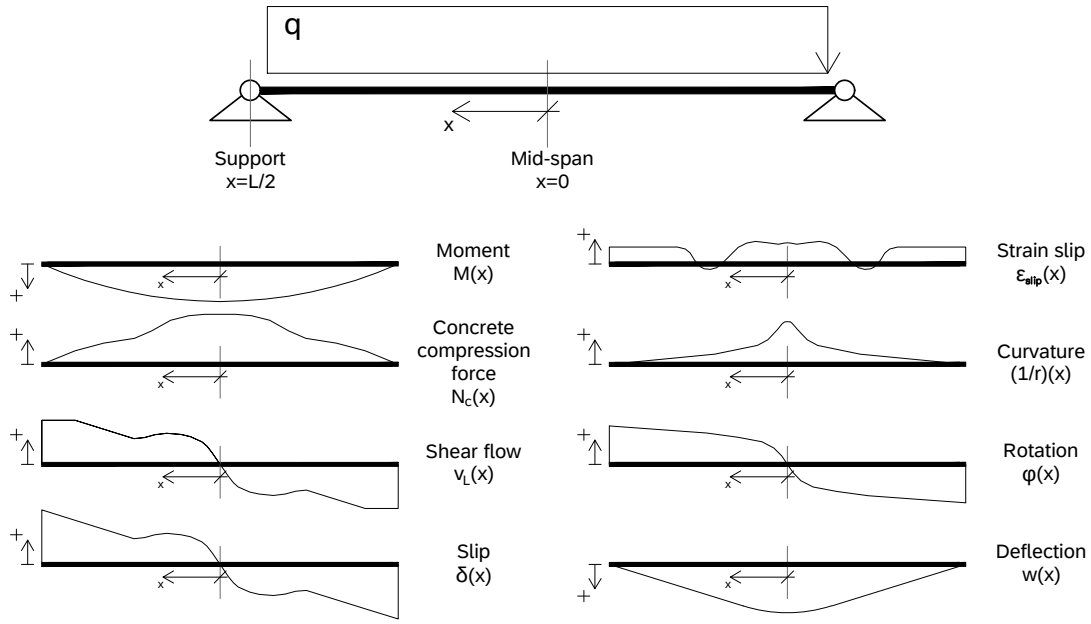 q
x
Support
x=L/2
Mid-span
x=0
+
x
Moment
M(x)
+
x
Concrete
compression
force
N_c(x)
+
x
Shear flow
v_L(x)
+
x
Slip
δ(x)
+
x
Strain slip
ε_slip(x)
+
x
Curvature
(1/r)(x)
+
x
Rotation
φ(x)
+
x
Deflection
w(x)